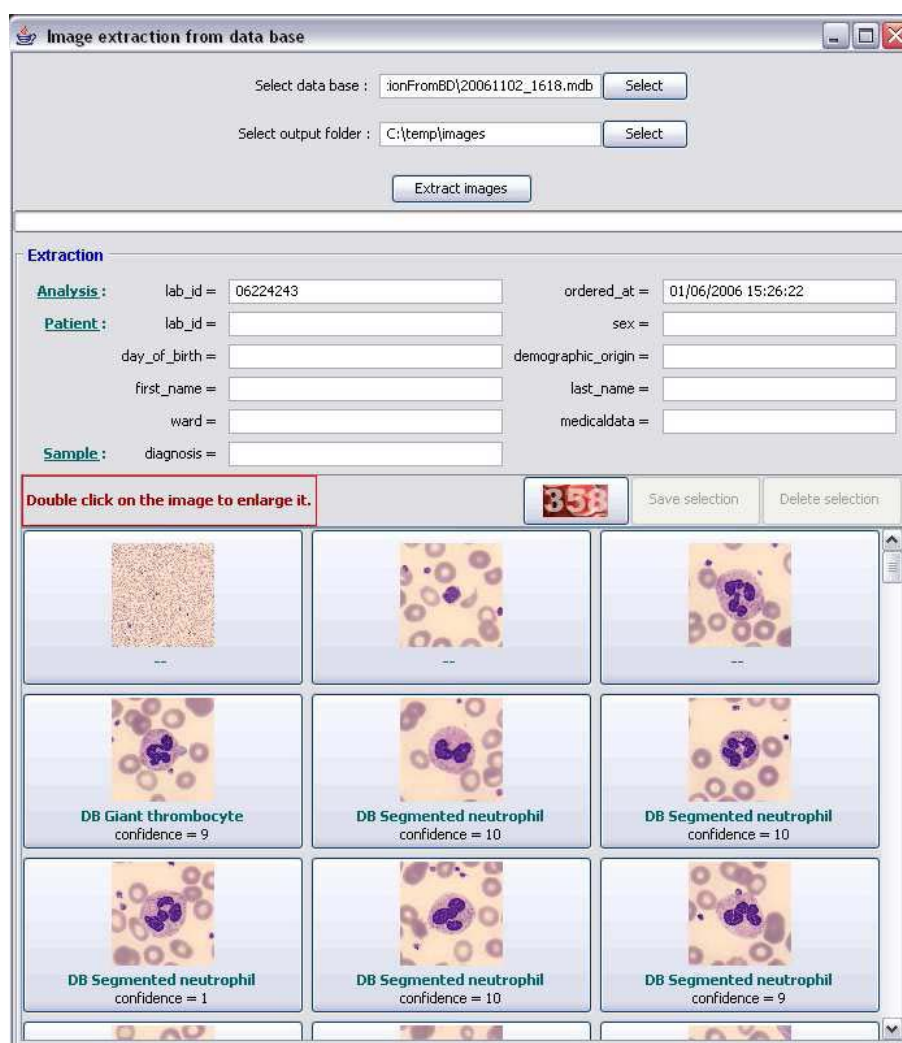 Image extraction from data base
Select data base : :ionFromBD\20061102_1618.mdb Select
Select output folder : C:\temp\images Select
Extract images
Extraction
Analysis : lab_id = 06224243 ordered_at = 01/06/2006 15:26:22
Patient : lab_id = sex =
day_of_birth = demographic_origin =
first_name = last_name =
ward = medicaldata =
Sample : diagnosis =
Double click on the image to enlarge it. 358 Save selection Delete selection
-- -- --
DB Giant thrombocyte DB Segmented neutrophil DB Segmented neutrophil
confidence = 9 confidence = 10 confidence = 10
DB Segmented neutrophil DB Segmented neutrophil DB Segmented neutrophil
confidence = 1 confidence = 10 confidence = 9